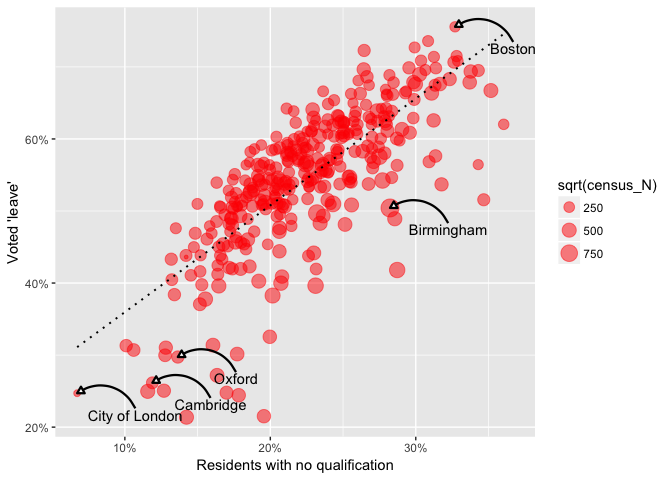 Boston
60%
Voted 'leave'
Birmingham
40%
Oxford
Cambridge
City of London
20%
10%
20%
30%
Residents with no qualification
sqrt(census_N)
250
500
750